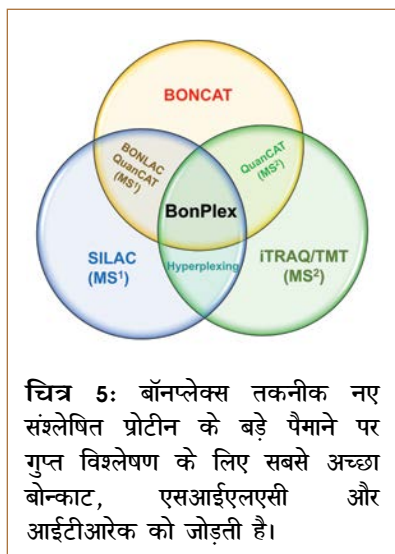 BONCAT
BONLAC
QuanCAT
(MS¹)
QuanCAT
(MS²)
BonPlex
SILAC
(MS¹)
Hyperplexing
iTRAQ/TMT
(MS²)
चित्र 5: बॉनप्लेक्स तकनीक नए
संश्लेषित प्रोटीन के बड़े पैमाने पर
गुप्त विश्लेषण के लिए सबसे अच्छा
बोन्काट, एसआईएलएसी और
आईटीआरेक को जोड़ती है।